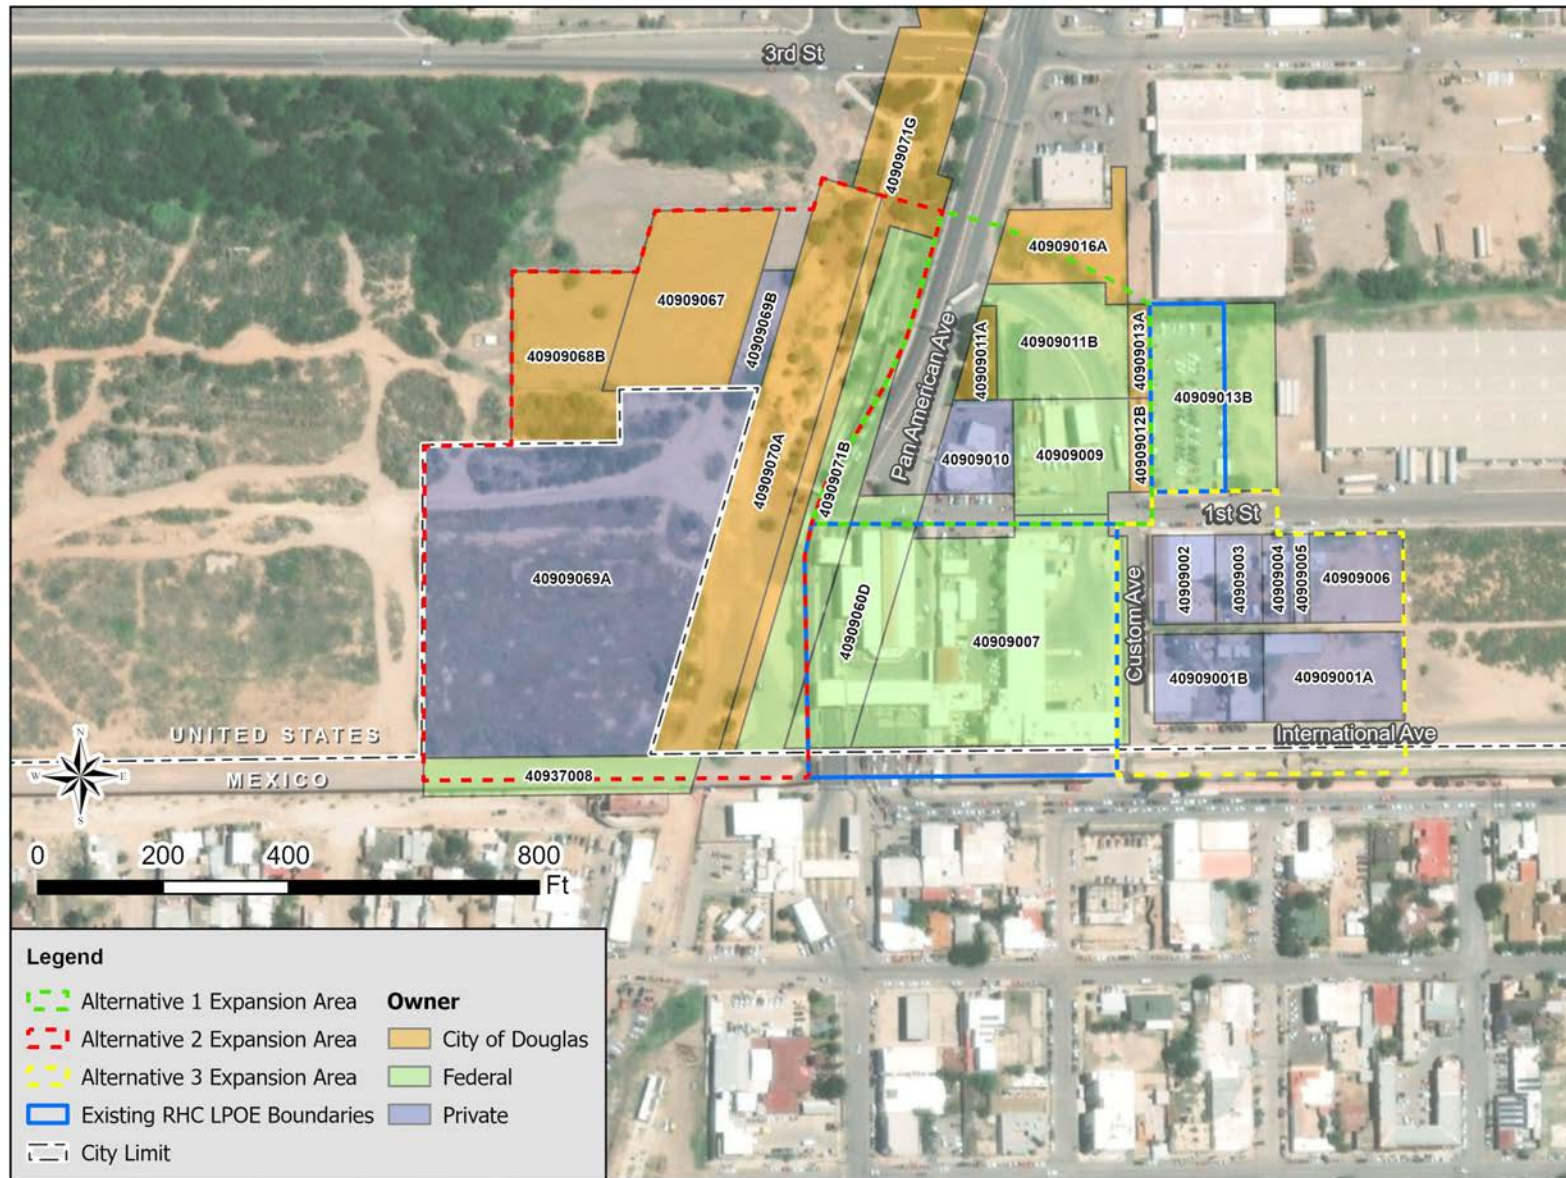 3rd St
40909071G
40909016A
40909067
40909069B
40909068B
40909011A
40909011B
40909013A
40909013B
Pan American Ave
40909070A
40909071B
40909010
40909009
40909012B
1st St
40909069A
40909060D
40909007
Custom Ave
40909002
40909003
40909004
40909005
40909006
40909001B
40909001A
International Ave
UNITED STATES
MEXICO
40937008
N
W
E
S
0 200 400 800
Ft
Legend
Alternative 1 Expansion Area
Alternative 2 Expansion Area
Alternative 3 Expansion Area
Existing RHC LPOE Boundaries
City Limit
Owner
City of Douglas
Federal
Private